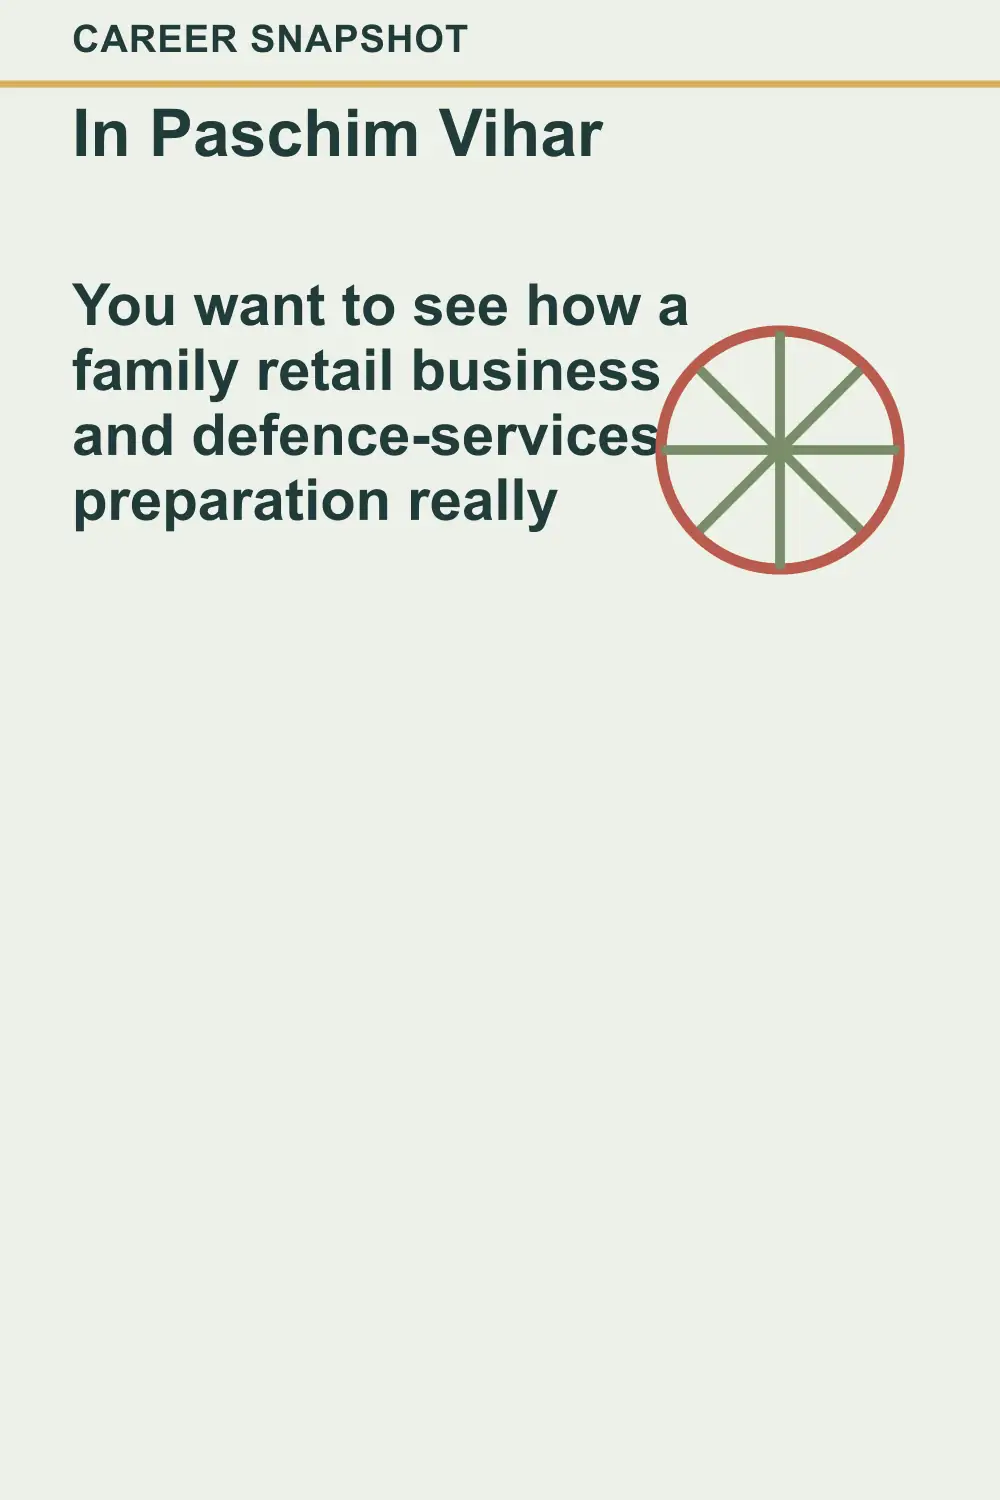 CAREER SNAPSHOT
In Paschim Vihar
You want to see how a
family retail business
and defence-services
preparation really